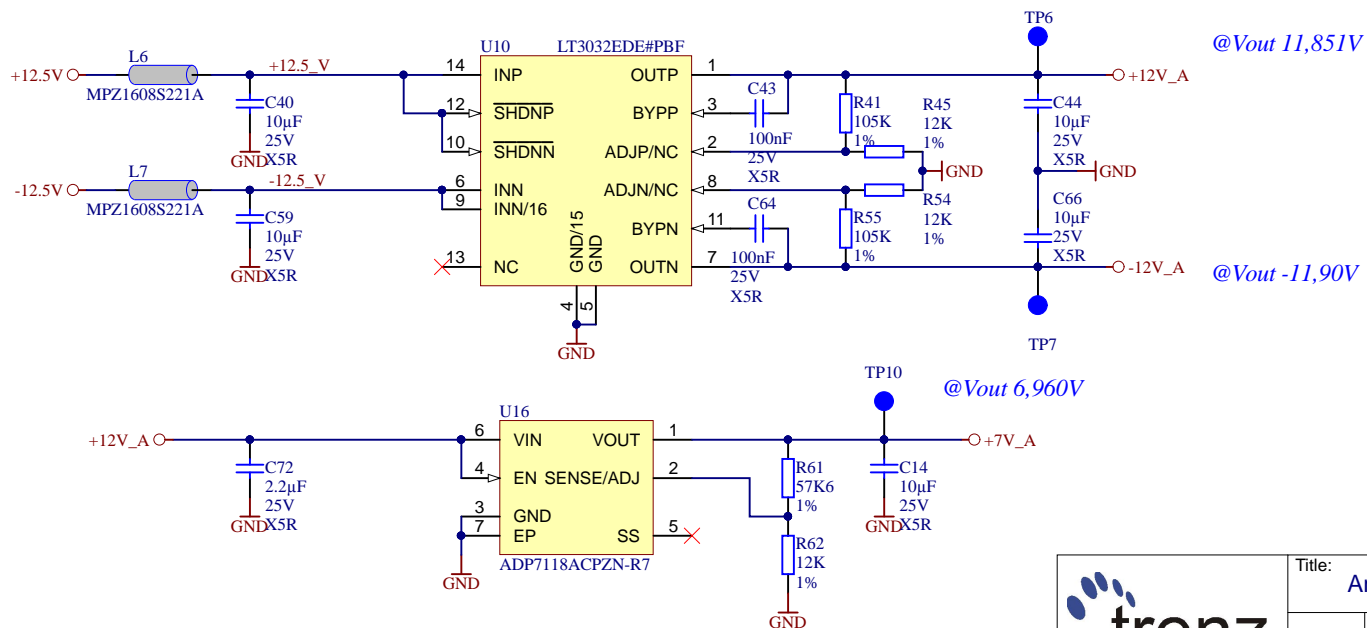 TP6
@Vout 11,851V
U10 LT3032EDE#PBF
L6
+12.5V
MPZ1608S221A
+12.5_V
C40
10µF
25V
X5R
GND
14 INP
12 SHDNP
10 SHDNN
6 INN
9 INN/16
13 NC
GND/15
GND
4
5
GND
OUTP 1
BYPP 3
ADJP/NC 2
ADJN/NC 8
BYPN 11
OUTN 7
C43
100nF
25V
X5R
R41
105K
1%
R45
12K
1%
GND
C44
10µF
25V
X5R
+12V_A
GND
L7
-12.5V
MPZ1608S221A
-12.5_V
C59
10µF
25V
X5R
GND
C64
100nF
25V
X5R
R55
105K
1%
R54
12K
1%
C66
10µF
25V
X5R
-12V_A
@Vout -11,90V
TP7
TP10
@Vout 6,960V
U16
+12V_A
C72
2.2µF
25V
X5R
GND
6 VIN
4 EN
3 GND
7 EP
VOUT 1
SENSE/ADJ 2
SS 5
ADP7118ACPZN-R7
GND
R61
57K6
1%
R62
12K
1%
GND
C14
10µF
25V
X5R
GND
+7V_A
Title: